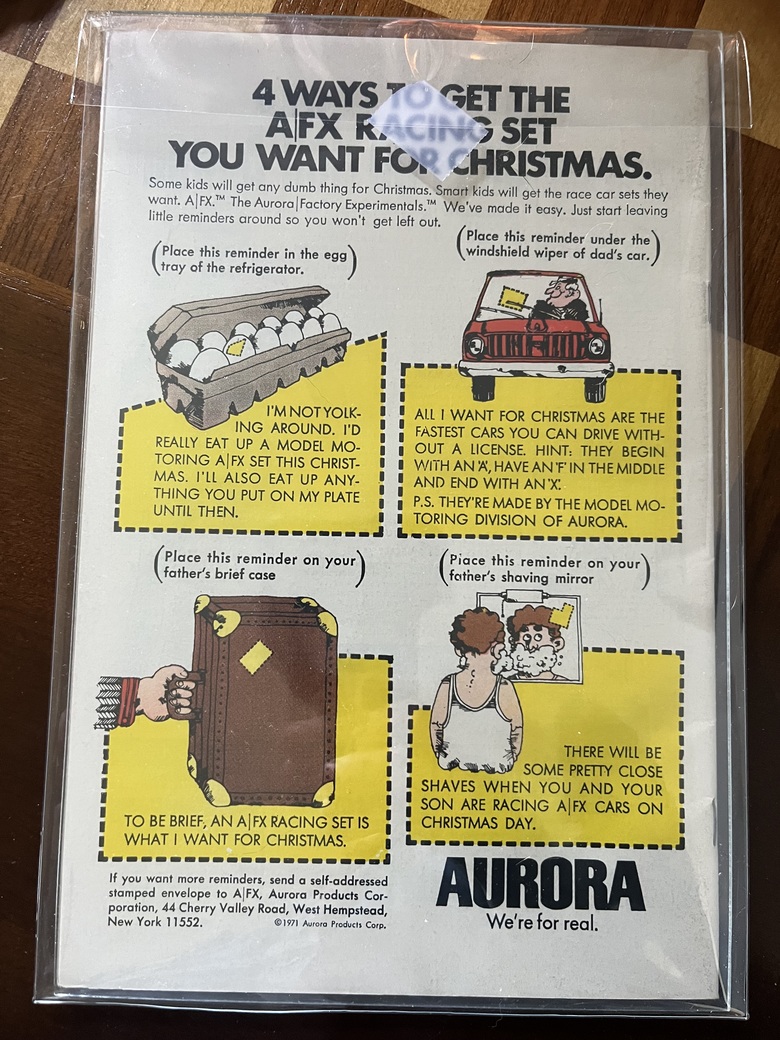 4 WAYS TO GET THE
A|FX RACING SET
YOU WANT FOR CHRISTMAS.
Some kids will get any dumb thing for Christmas. Smart kids will get the race car sets they
want. A|FX.™ The Aurora|Factory Experimentals.™ We've made it easy. Just start leaving
little reminders around so you won't get left out.
(Place this reminder in the egg
tray of the refrigerator.)
I'M NOT YOLK-
ING AROUND. I'D
REALLY EAT UP A MODEL MO-
TORING A|FX SET THIS CHRIST-
MAS. I'LL ALSO EAT UP ANY-
THING YOU PUT ON MY PLATE
UNTIL THEN.
(Place this reminder under the
windshield wiper of dad's car.)
ALL I WANT FOR CHRISTMAS ARE THE
FASTEST CARS YOU CAN DRIVE WITH-
OUT A LICENSE. HINT: THEY BEGIN
WITH AN 'A', HAVE AN 'F' IN THE MIDDLE
AND END WITH AN 'X'.
P.S. THEY'RE MADE BY THE MODEL MO-
TORING DIVISION OF AURORA.
(Place this reminder on your
father's brief case)
TO BE BRIEF, AN A|FX RACING SET IS
WHAT I WANT FOR CHRISTMAS.
(Place this reminder on your
father's shaving mirror)
THERE WILL BE
SOME PRETTY CLOSE
SHAVES WHEN YOU AND YOUR
SON ARE RACING A|FX CARS ON
CHRISTMAS DAY.
If you want more reminders, send a self-addressed
stamped envelope to A|FX, Aurora Products Cor-
poration, 44 Cherry Valley Road, West Hempstead,
New York 11552.
©1971 Aurora Products Corp.
AURORA
We're for real.